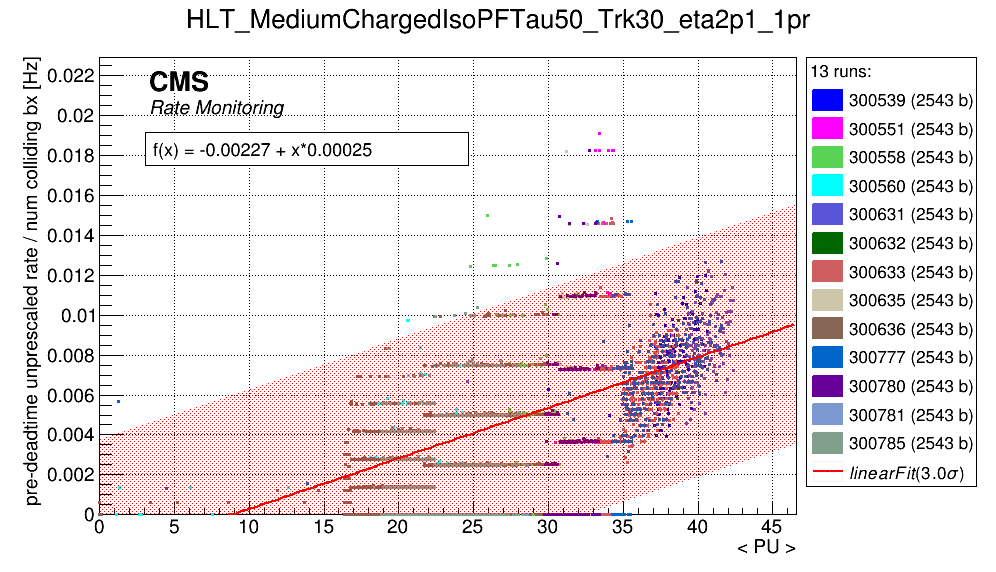 HLT_MediumChargedIsoPFTau50_Trk30_eta2p1_1pr
pre-deadtime unprescaled rate / num colliding bx [Hz]
CMS
Rate Monitoring
f(x) = -0.00227 + x*0.00025
0.022
0.02
0.018
0.016
0.014
0.012
0.01
0.008
0.006
0.004
0.002
0
0 5 10 15 20 25 30 35 40 45
< PU >
13 runs:
300539 (2543 b)
300551 (2543 b)
300558 (2543 b)
300560 (2543 b)
300631 (2543 b)
300632 (2543 b)
300633 (2543 b)
300635 (2543 b)
300636 (2543 b)
300777 (2543 b)
300780 (2543 b)
300781 (2543 b)
300785 (2543 b)
linearFit(3.0σ)